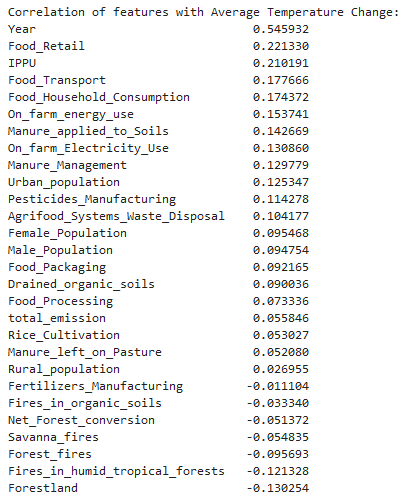 Correlation of features with Average Temperature Change:
Year 0.545932
Food_Retail 0.221330
IPPU 0.210191
Food_Transport 0.177666
Food_Household_Consumption 0.174372
On_farm_energy_use 0.153741
Manure_applied_to_Soils 0.142669
On_farm_Electricity_Use 0.130860
Manure_Management 0.129779
Urban_population 0.125347
Pesticides_Manufacturing 0.114278
Agrifood_Systems_Waste_Disposal 0.104177
Female_Population 0.095468
Male_Population 0.094754
Food_Packaging 0.092165
Drained_organic_soils 0.090036
Food_Processing 0.073336
total_emission 0.055846
Rice_Cultivation 0.053027
Manure_left_on_Pasture 0.052080
Rural_population 0.026955
Fertilizers_Manufacturing -0.011104
Fires_in_organic_soils -0.033340
Net_Forest_conversion -0.051372
Savanna_fires -0.054835
Forest_fires -0.095693
Fires_in_humid_tropical_forests -0.121328
Forestland -0.130254